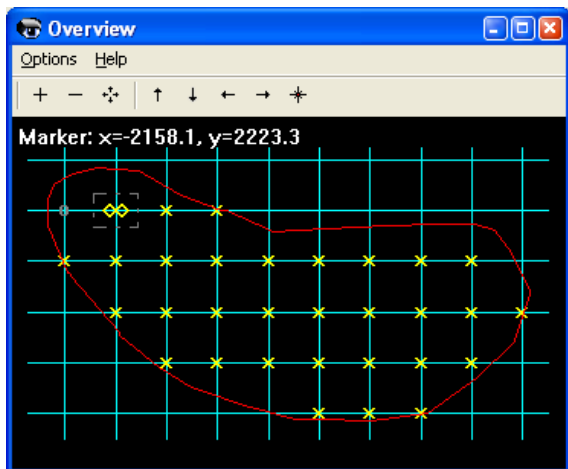 Overview
Options Help
Marker: x=-2158.1, y=2223.3